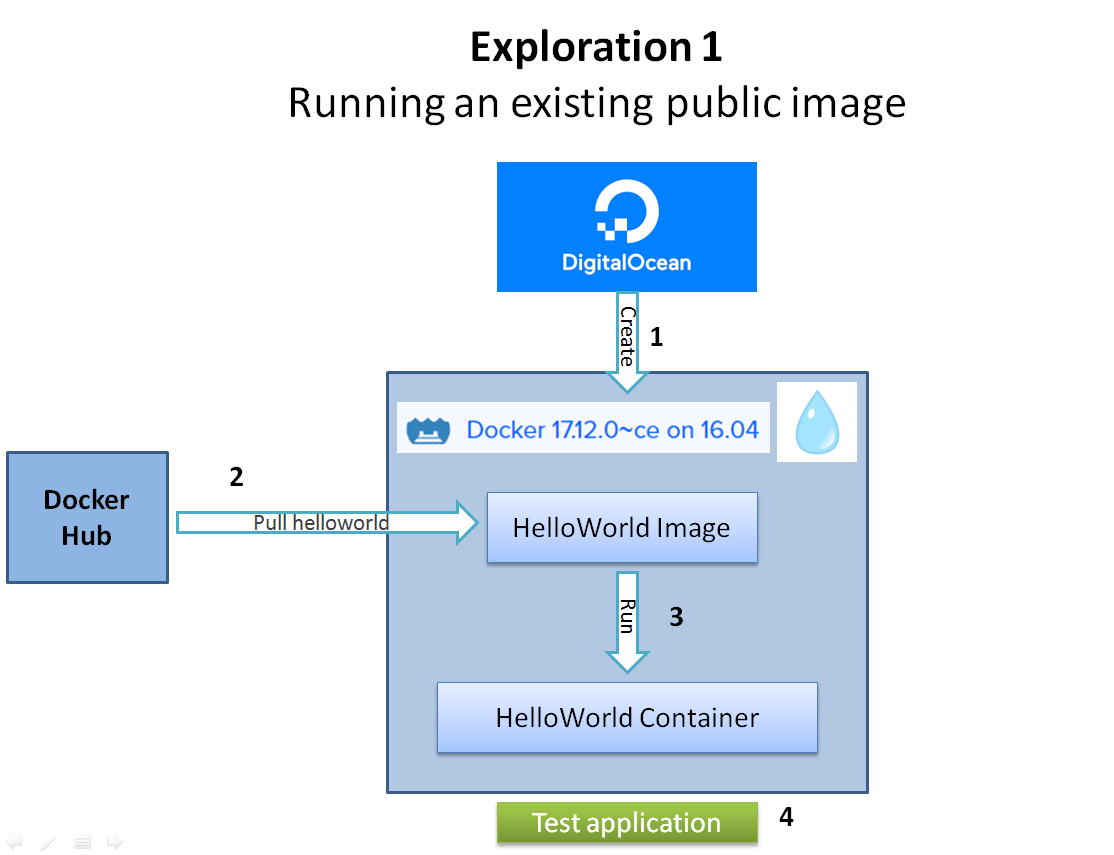 Exploration 1
Running an existing public image
DigitalOcean
Create
1
Docker 17.12.0~ce on 16.04
Docker
Hub
2
Pull helloworld
HelloWorld Image
Run
3
HelloWorld Container
Test application
4